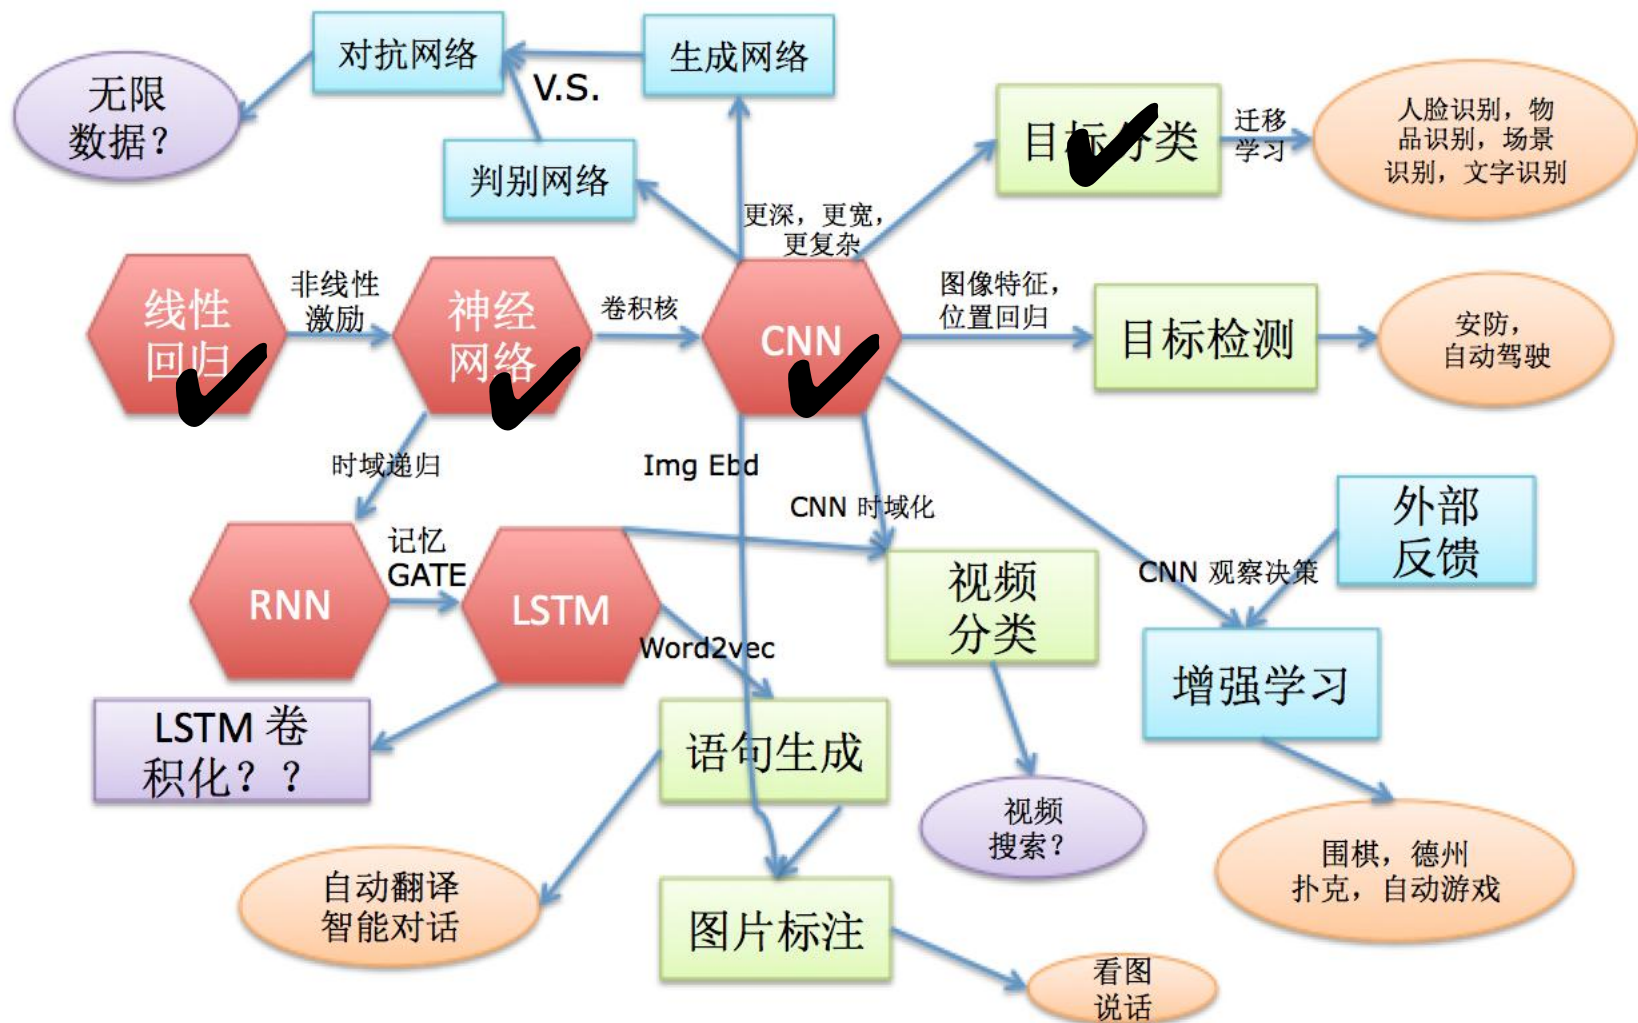 对抗网络
生成网络
V.S.
无限
数据?
判别网络
目标分类
迁移
学习
人脸识别，物
品识别，场景
识别，文字识别
更深，更宽，
更复杂
线性
回归
非线性
激励
神经
网络
卷积核
CNN
图像特征，
位置回归
目标检测
安防，
自动驾驶
时域递归
Img Ebd
CNN 时域化
外部
反馈
CNN 观察决策
RNN
记忆
GATE
LSTM
Word2vec
视频
分类
增强学习
LSTM 卷
积化？？
语句生成
视频
搜索?
围棋，德州
扑克，自动游戏
自动翻译
智能对话
图片标注
看图
说话